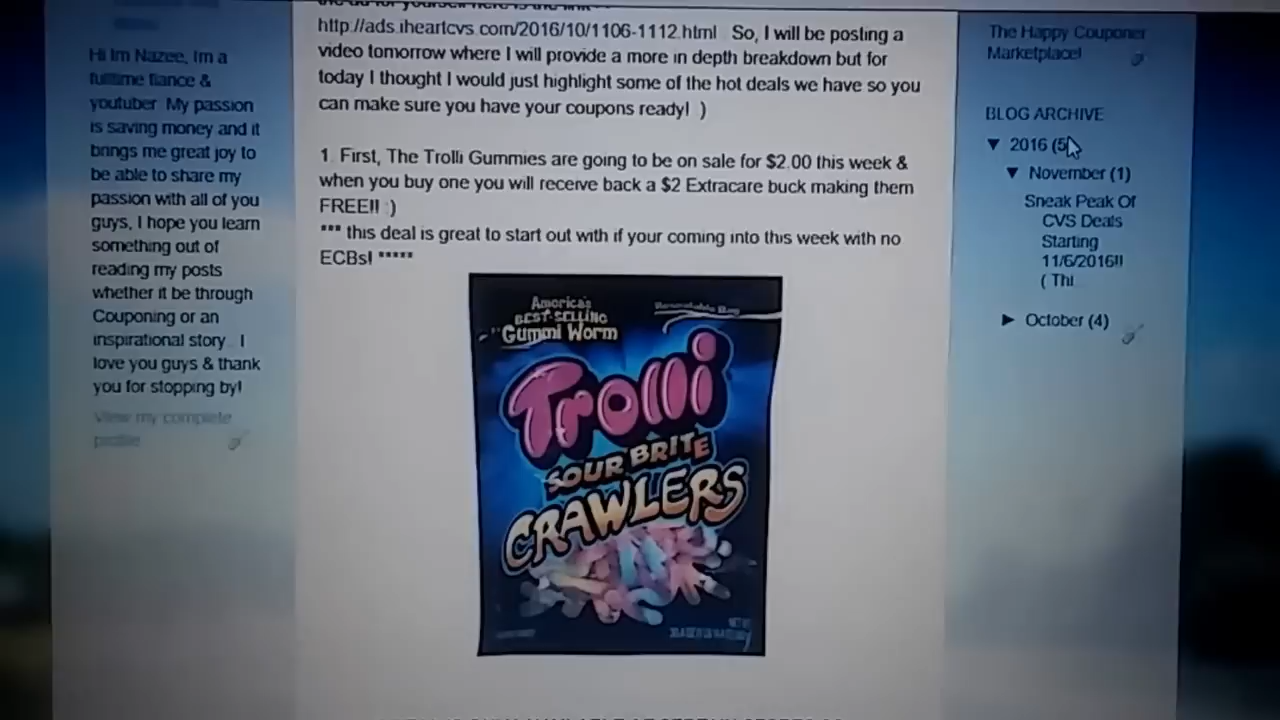 http://ads.iheartcvs.com/2016/10/1106-1112.html So, I will be posting a
video tomorrow where I will provide a more in depth breakdown but for
today I thought I would just highlight some of the hot deals we have so you
can make sure you have your coupons ready! )
1. First, The Trolli Gummies are going to be on sale for $2.00 this week &
when you buy one you will receive back a $2 Extracare buck making them
FREE!! :)
*** this deal is great to start out with if your coming into this week with no
ECBs! *****
America's
BEST-SELLING
Gummi Worm
Resealable Bag
Trolli
SOUR BRITE
CRAWLERS
Hi Im Nazee, Im a
fulltime fiance &
youtuber. My passion
is saving money and it
brings me great joy to
be able to share my
passion with all of you
guys, I hope you learn
something out of
reading my posts
whether it be through
Couponing or an
inspirational story. I
love you guys & thank
you for stopping by!
View my complete
profile
The Happy Couponer
Marketplace!
BLOG ARCHIVE
▼ 2016 (5)
▼ November (1)
Sneak Peak Of
CVS Deals
Starting
11/6/2016!!
( Thi
► October (4)